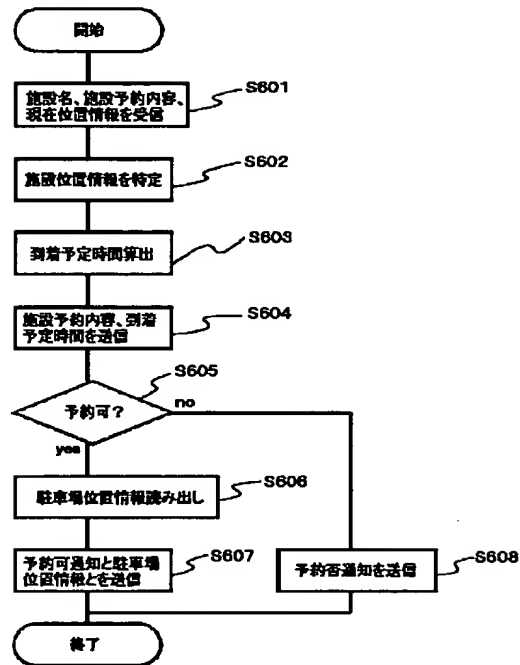 開始
施設名、施設予約内容、
現在位置情報を受信
S601
施設位置情報を特定
S602
到着予定時間算出
S603
施設予約内容、到着
予定時間を送信
S604
予約可?
S605
no
yes
駐車場位置情報読み出し
S606
予約可通知と駐車場
位置情報とを送信
S607
予約否通知を送信
S608
終了